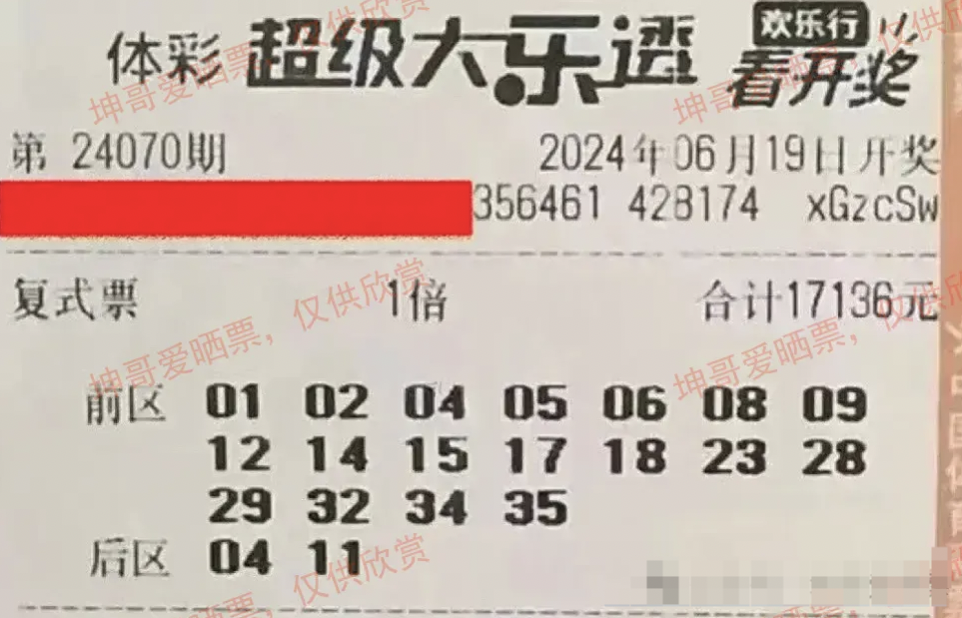 体彩 超级大乐透 欢乐行 看开奖
坤哥爱晒票，仅供欣赏
坤哥爱晒票，仅供欣赏
第 24070期 2024年06月19日开奖
356461 428174 xGzcSw
复式票 1倍 合计17136元
坤哥爱晒票，仅供欣赏
坤哥爱晒票，仅供欣赏
前区 01 02 04 05 06 08 09
12 14 15 17 18 23 28
29 32 34 35
后区 04 11
仅供欣赏